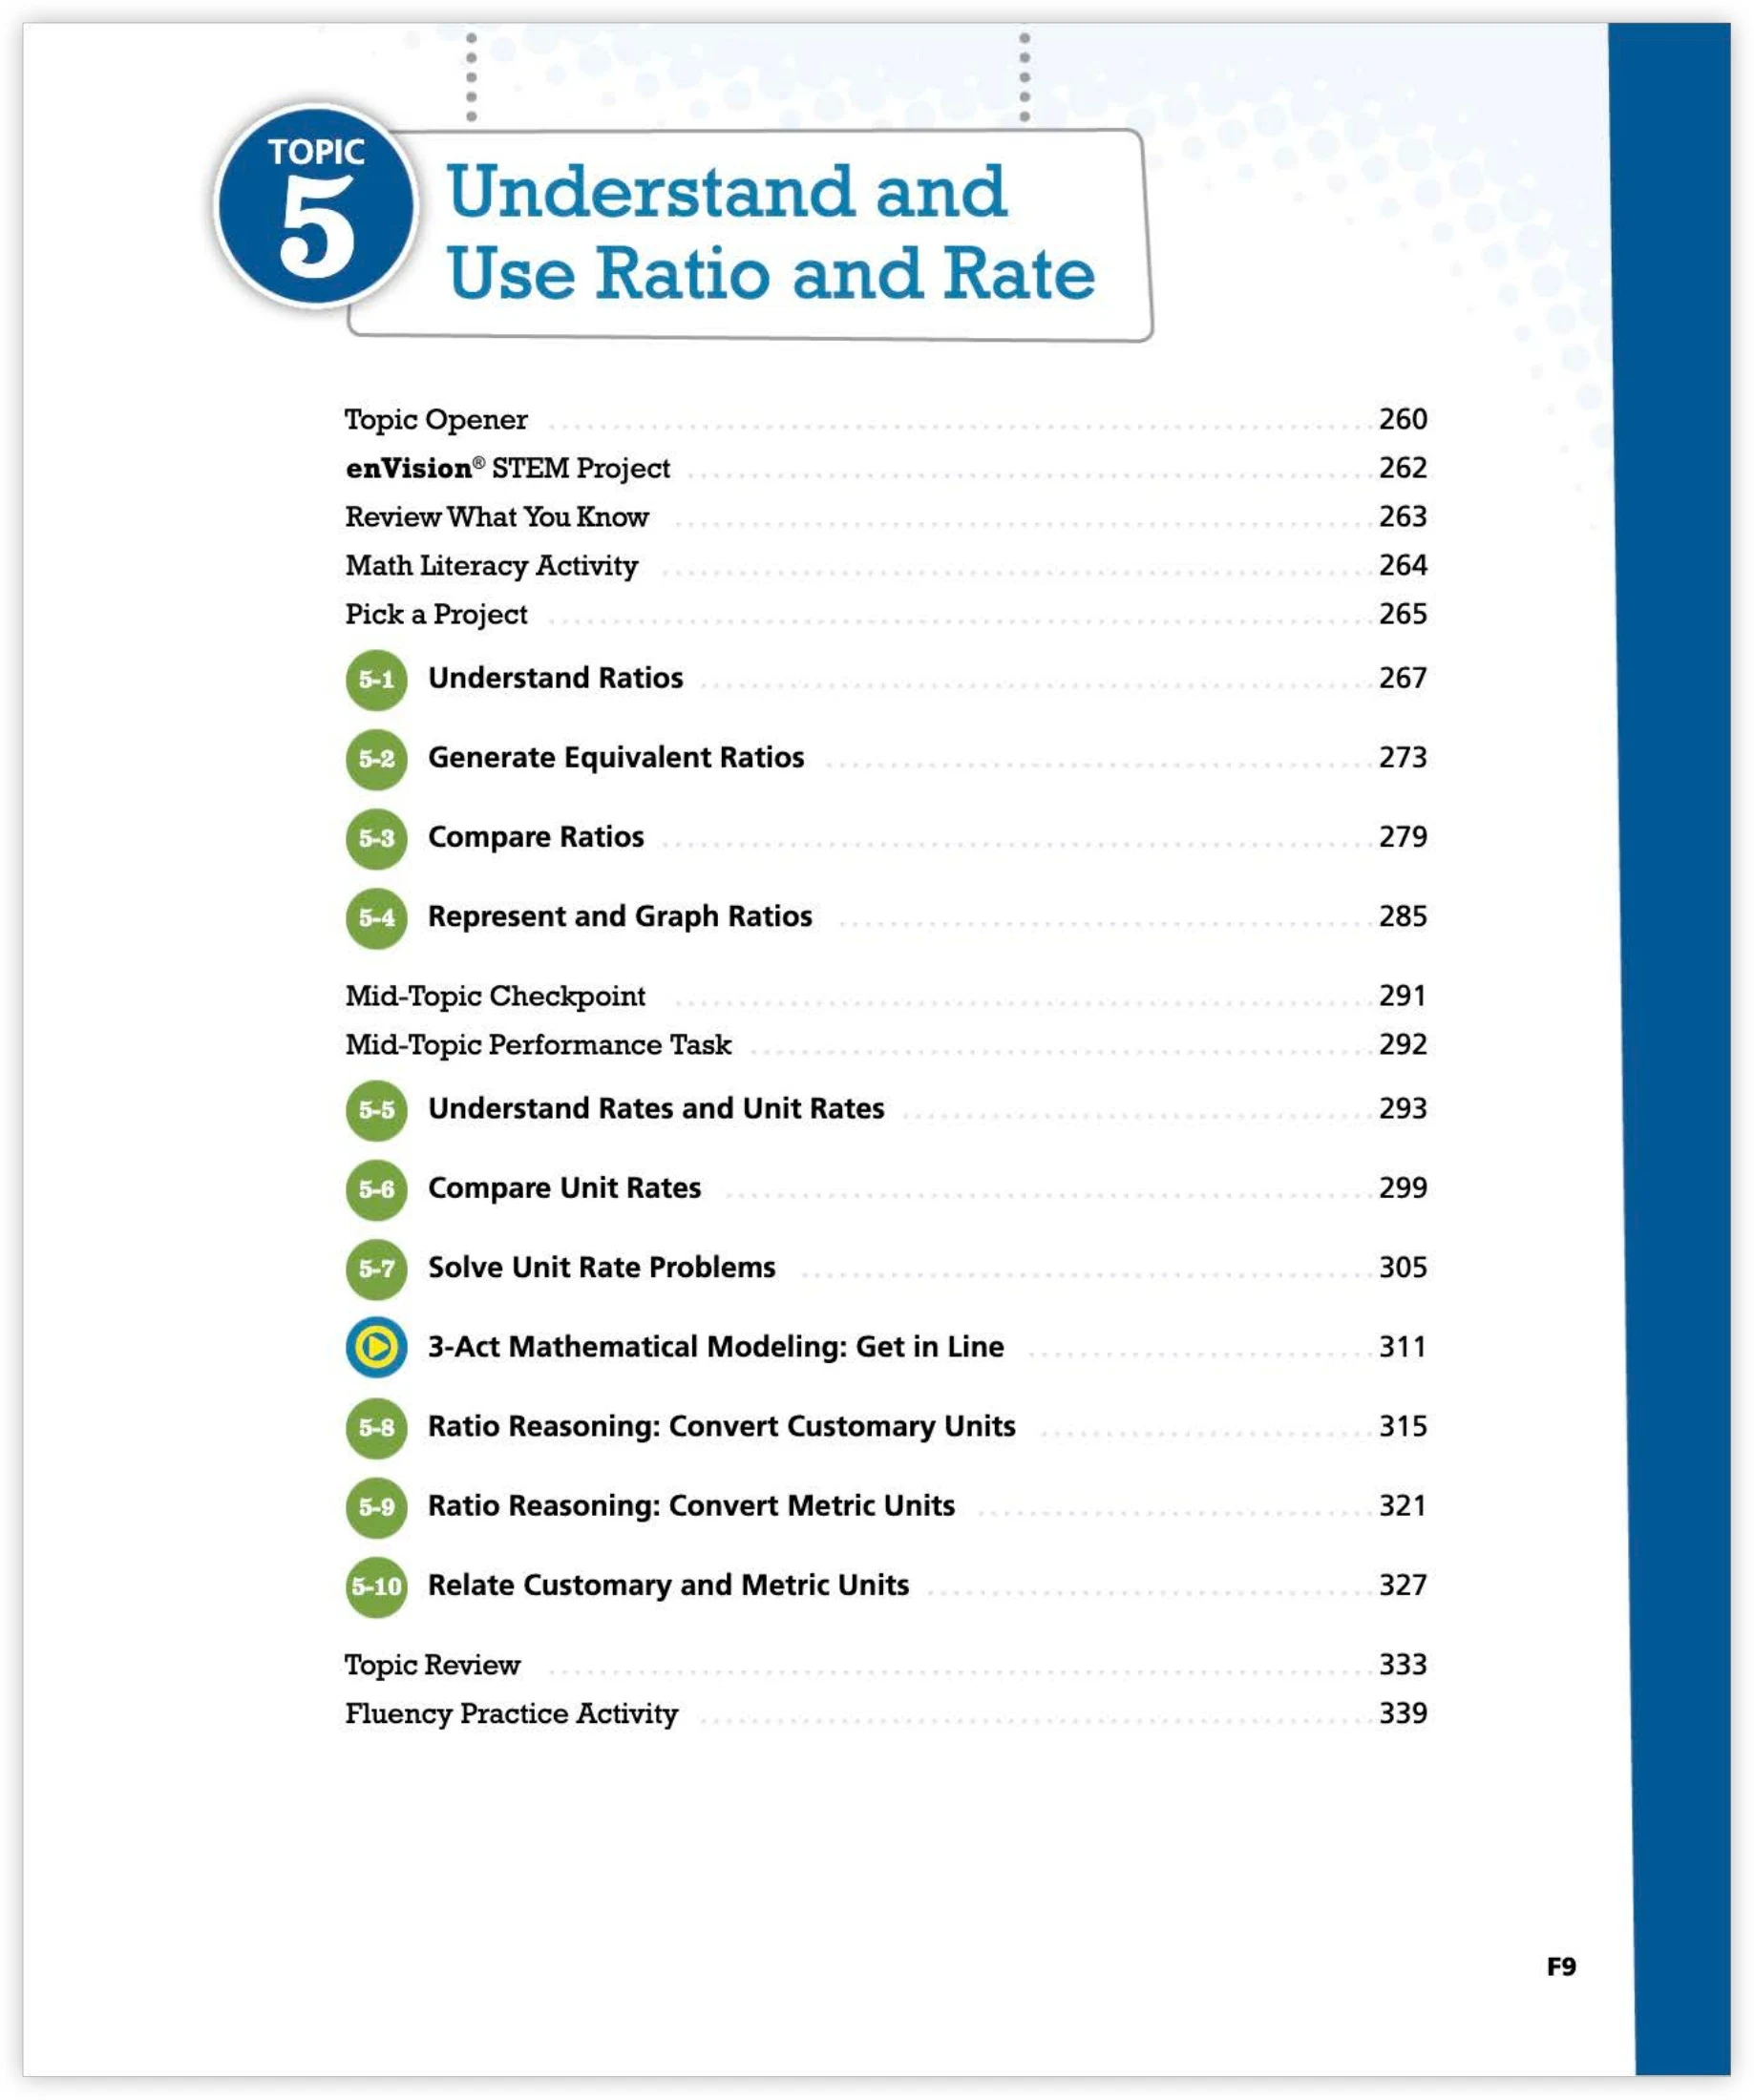 TOPIC
5
Understand and
Use Ratio and Rate
Topic Opener 260
enVision® STEM Project 262
Review What You Know 263
Math Literacy Activity 264
Pick a Project 265
5-1 Understand Ratios 267
5-2 Generate Equivalent Ratios 273
5-3 Compare Ratios 279
5-4 Represent and Graph Ratios 285
Mid-Topic Checkpoint 291
Mid-Topic Performance Task 292
5-5 Understand Rates and Unit Rates 293
5-6 Compare Unit Rates 299
5-7 Solve Unit Rate Problems 305
3-Act Mathematical Modeling: Get in Line 311
5-8 Ratio Reasoning: Convert Customary Units 315
5-9 Ratio Reasoning: Convert Metric Units 321
5-10 Relate Customary and Metric Units 327
Topic Review 333
Fluency Practice Activity 339
F9